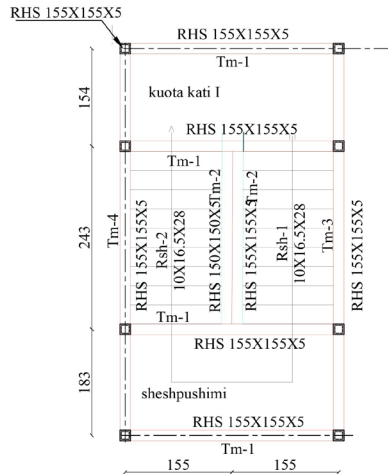 RHS 155X155X5
RHS 155X155X5
Tm-1
154
kuota kati I
RHS 155X155X5
Tm-1
Tm-4
243
RHS 155X155X5
Rsh-2
10X16.5X28
RHS 150X150X5
Tm-2
Tm-2
RHS 155X155X5
Rsh-1
10X16.5X28
Tm-3
RHS 155X155X5
Tm-1
RHS 155X155X5
183
sheshpushimi
RHS 155X155X5
Tm-1
155
155